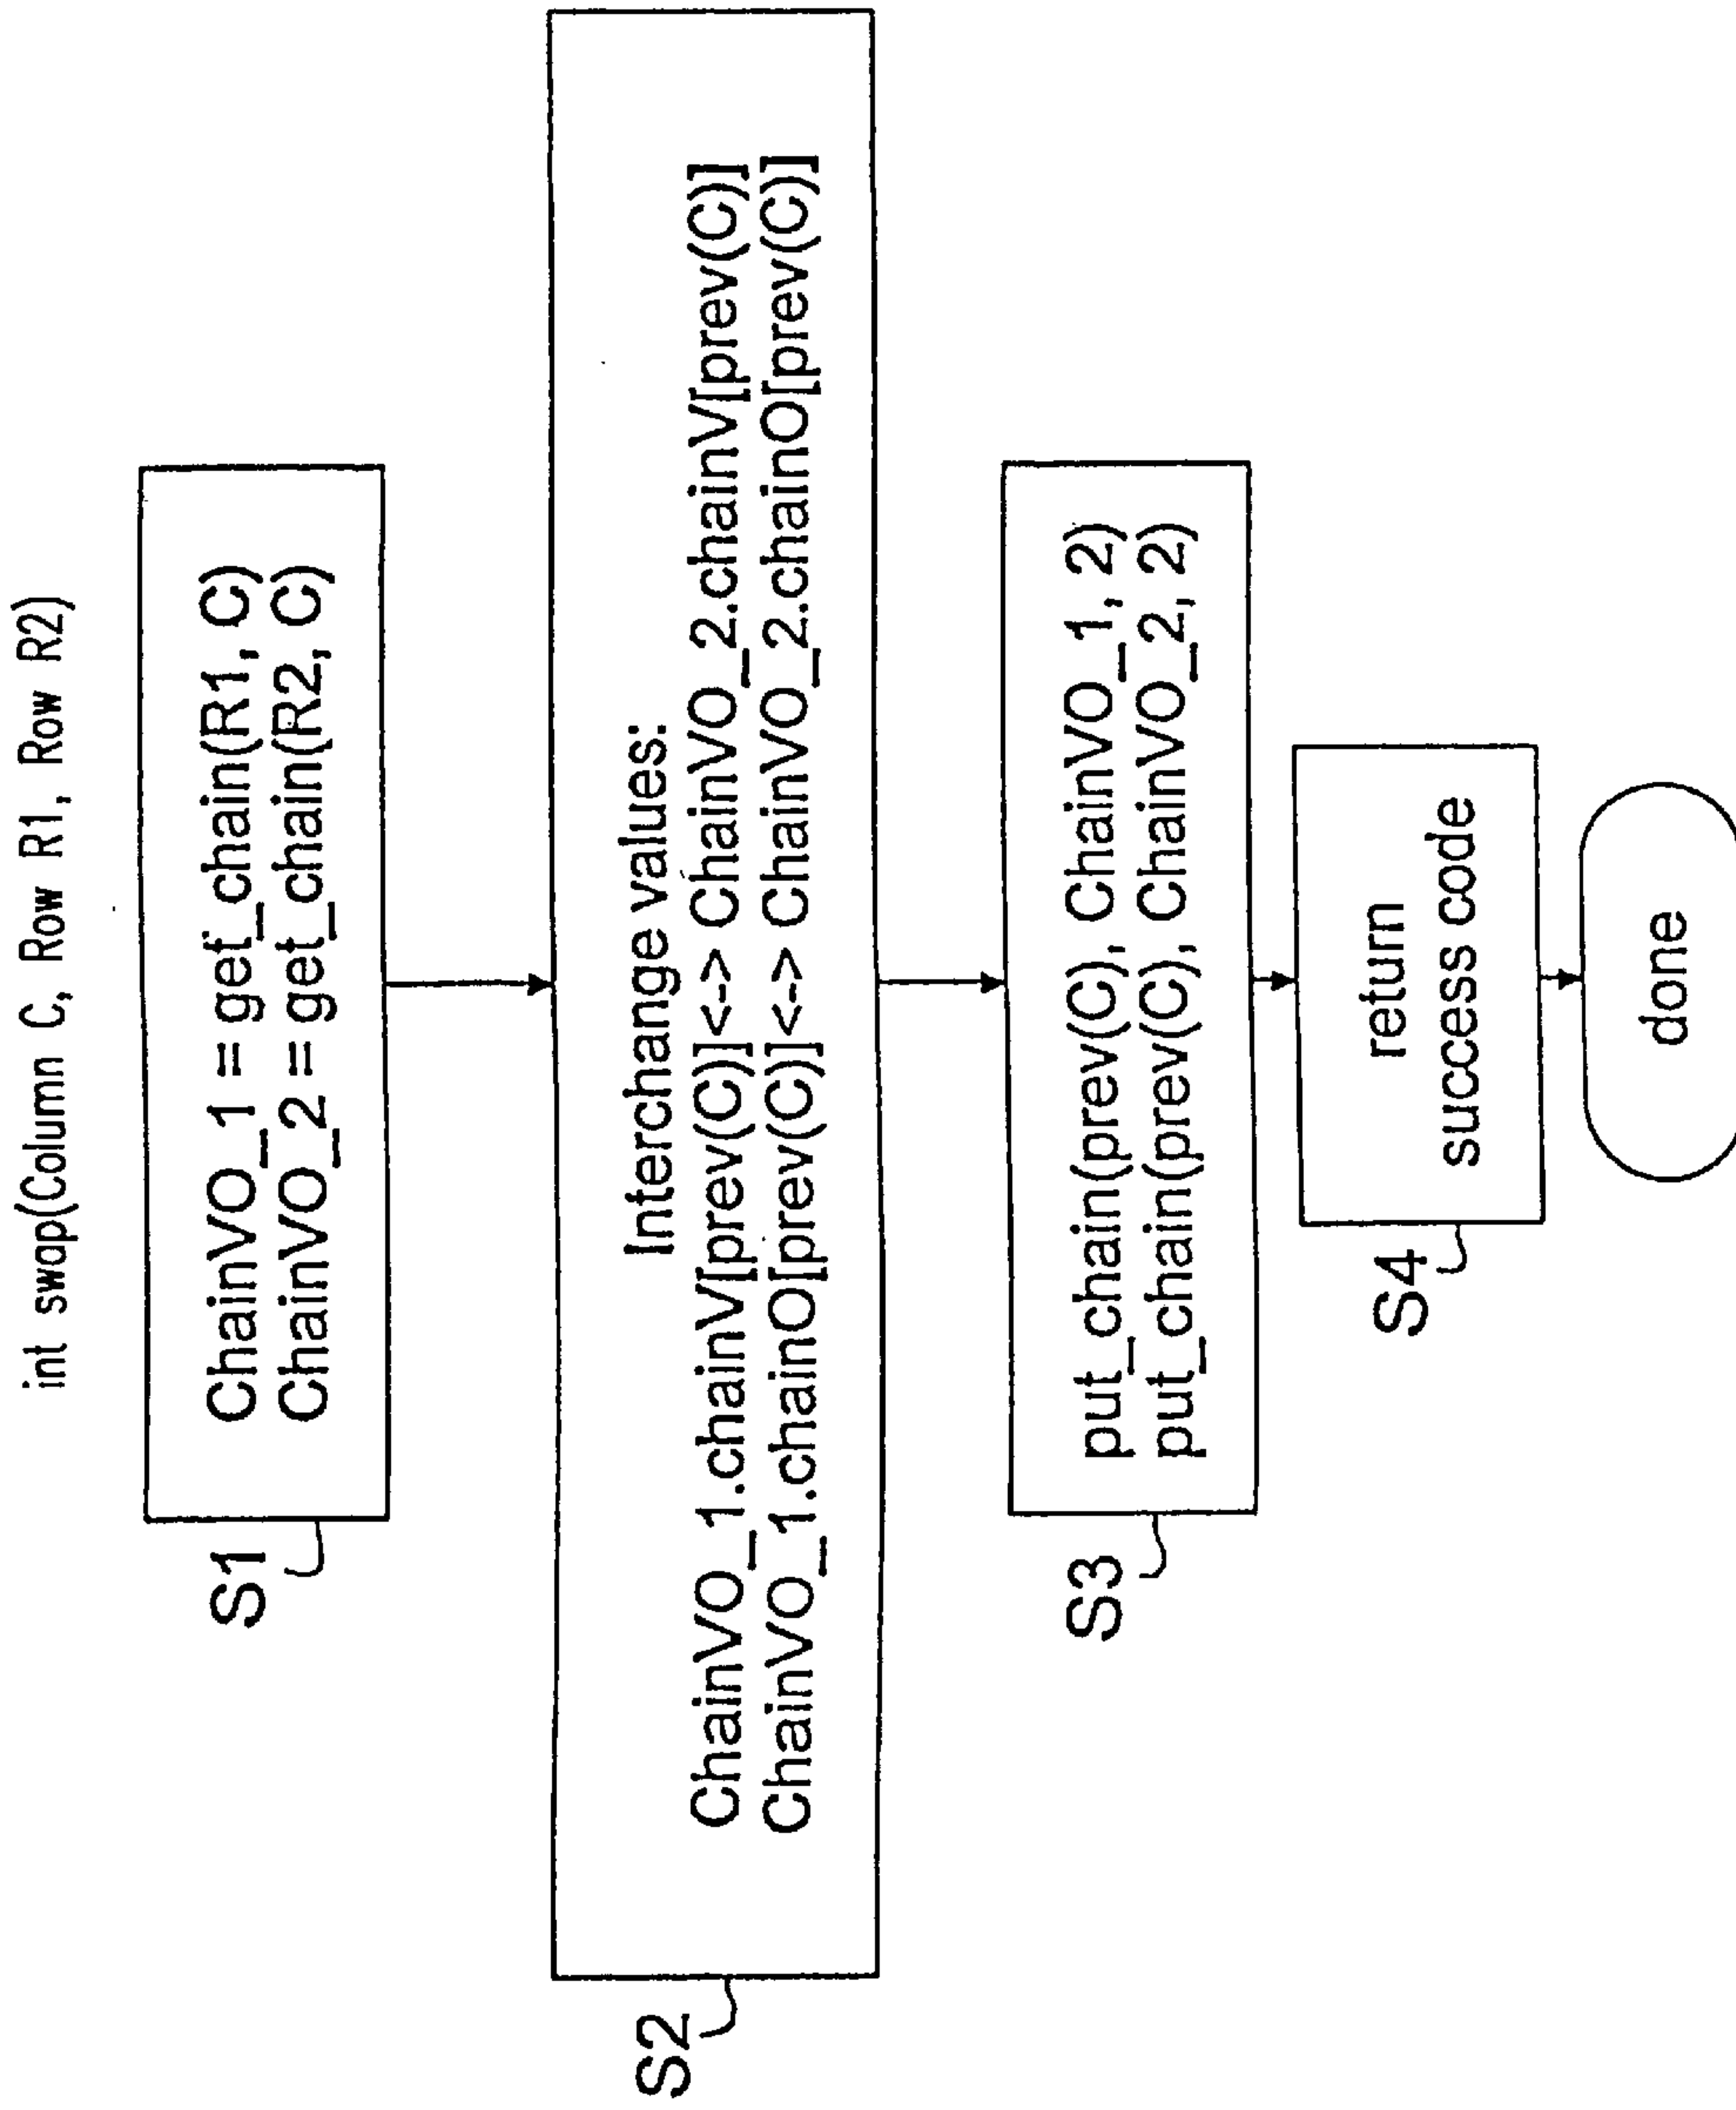 int swap(Column C, Row R1, Row R2)
S1
ChainVO_1 = get_chain(R1, C)
ChainVO_2 = get_chain(R2, C)
S2
Interchange values:
ChainVO_1.chainV[prev(C)]<-> ChainVO_2.chainV[prev(C)]
ChainVO_1.chainO[prev(C)]<-> ChainVO_2.chainO[prev(C)]
S3
put_chain(prev(C), ChainVO_1, 2)
put_chain(prev(C), ChainVO_2, 2)
S4
return
success code
done